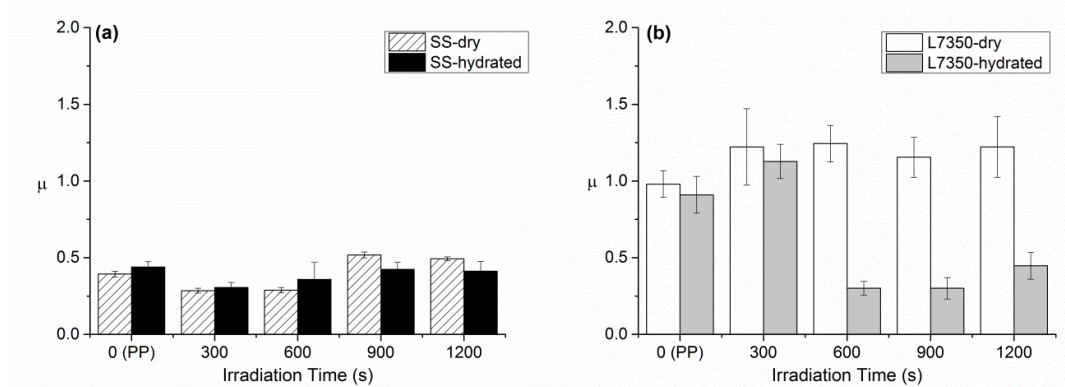 (a)
SS-dry
SS-hydrated
2.0
1.5
1.0
0.5
0.0
μ
0 (PP) 300 600 900 1200
Irradiation Time (s)
(b)
L7350-dry
L7350-hydrated
2.0
1.5
1.0
0.5
0.0
μ
0 (PP) 300 600 900 1200
Irradiation Time (s)